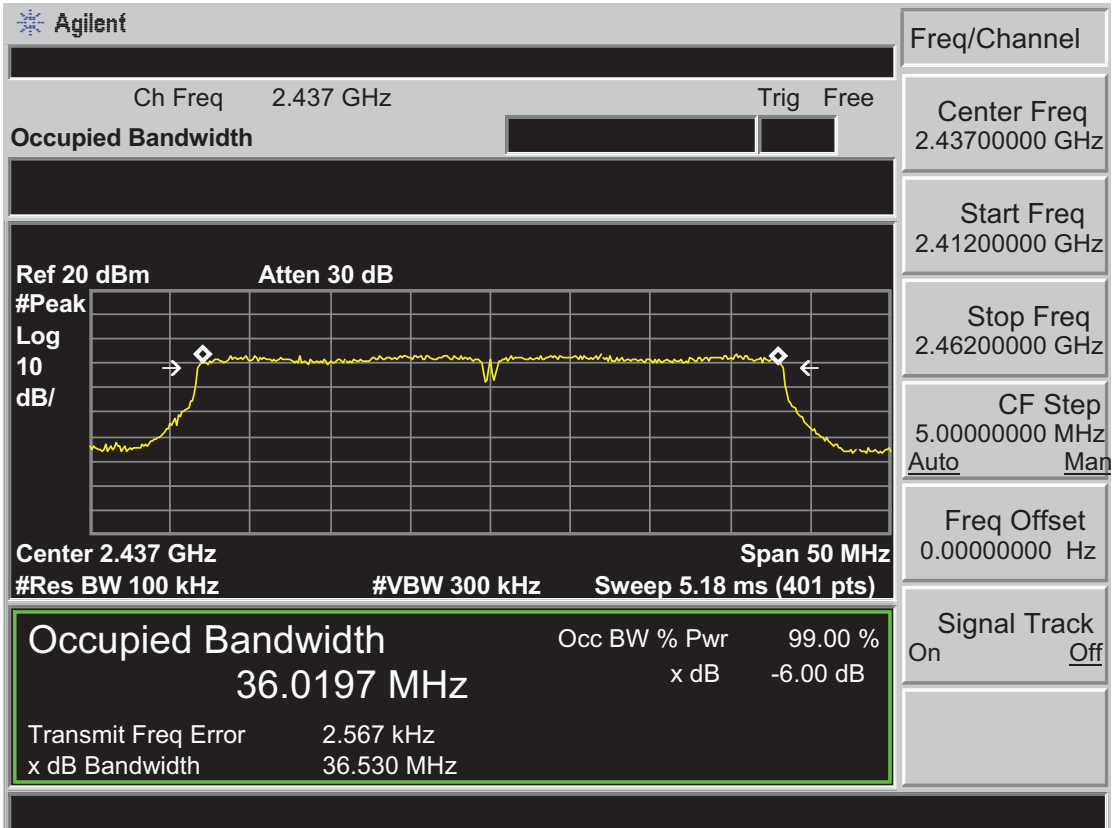 Agilent
Freq/Channel
Ch Freq 2.437 GHz Trig Free
Occupied Bandwidth
Center Freq
2.43700000 GHz
Start Freq
2.41200000 GHz
Stop Freq
2.46200000 GHz
CF Step
5.00000000 MHz
Auto Man
Freq Offset
0.00000000 Hz
Signal Track
On Off
Ref 20 dBm Atten 30 dB
#Peak
Log
10
dB/
Center 2.437 GHz Span 50 MHz
#Res BW 100 kHz #VBW 300 kHz Sweep 5.18 ms (401 pts)
Occupied Bandwidth Occ BW % Pwr 99.00 %
36.0197 MHz x dB -6.00 dB
Transmit Freq Error 2.567 kHz
x dB Bandwidth 36.530 MHz